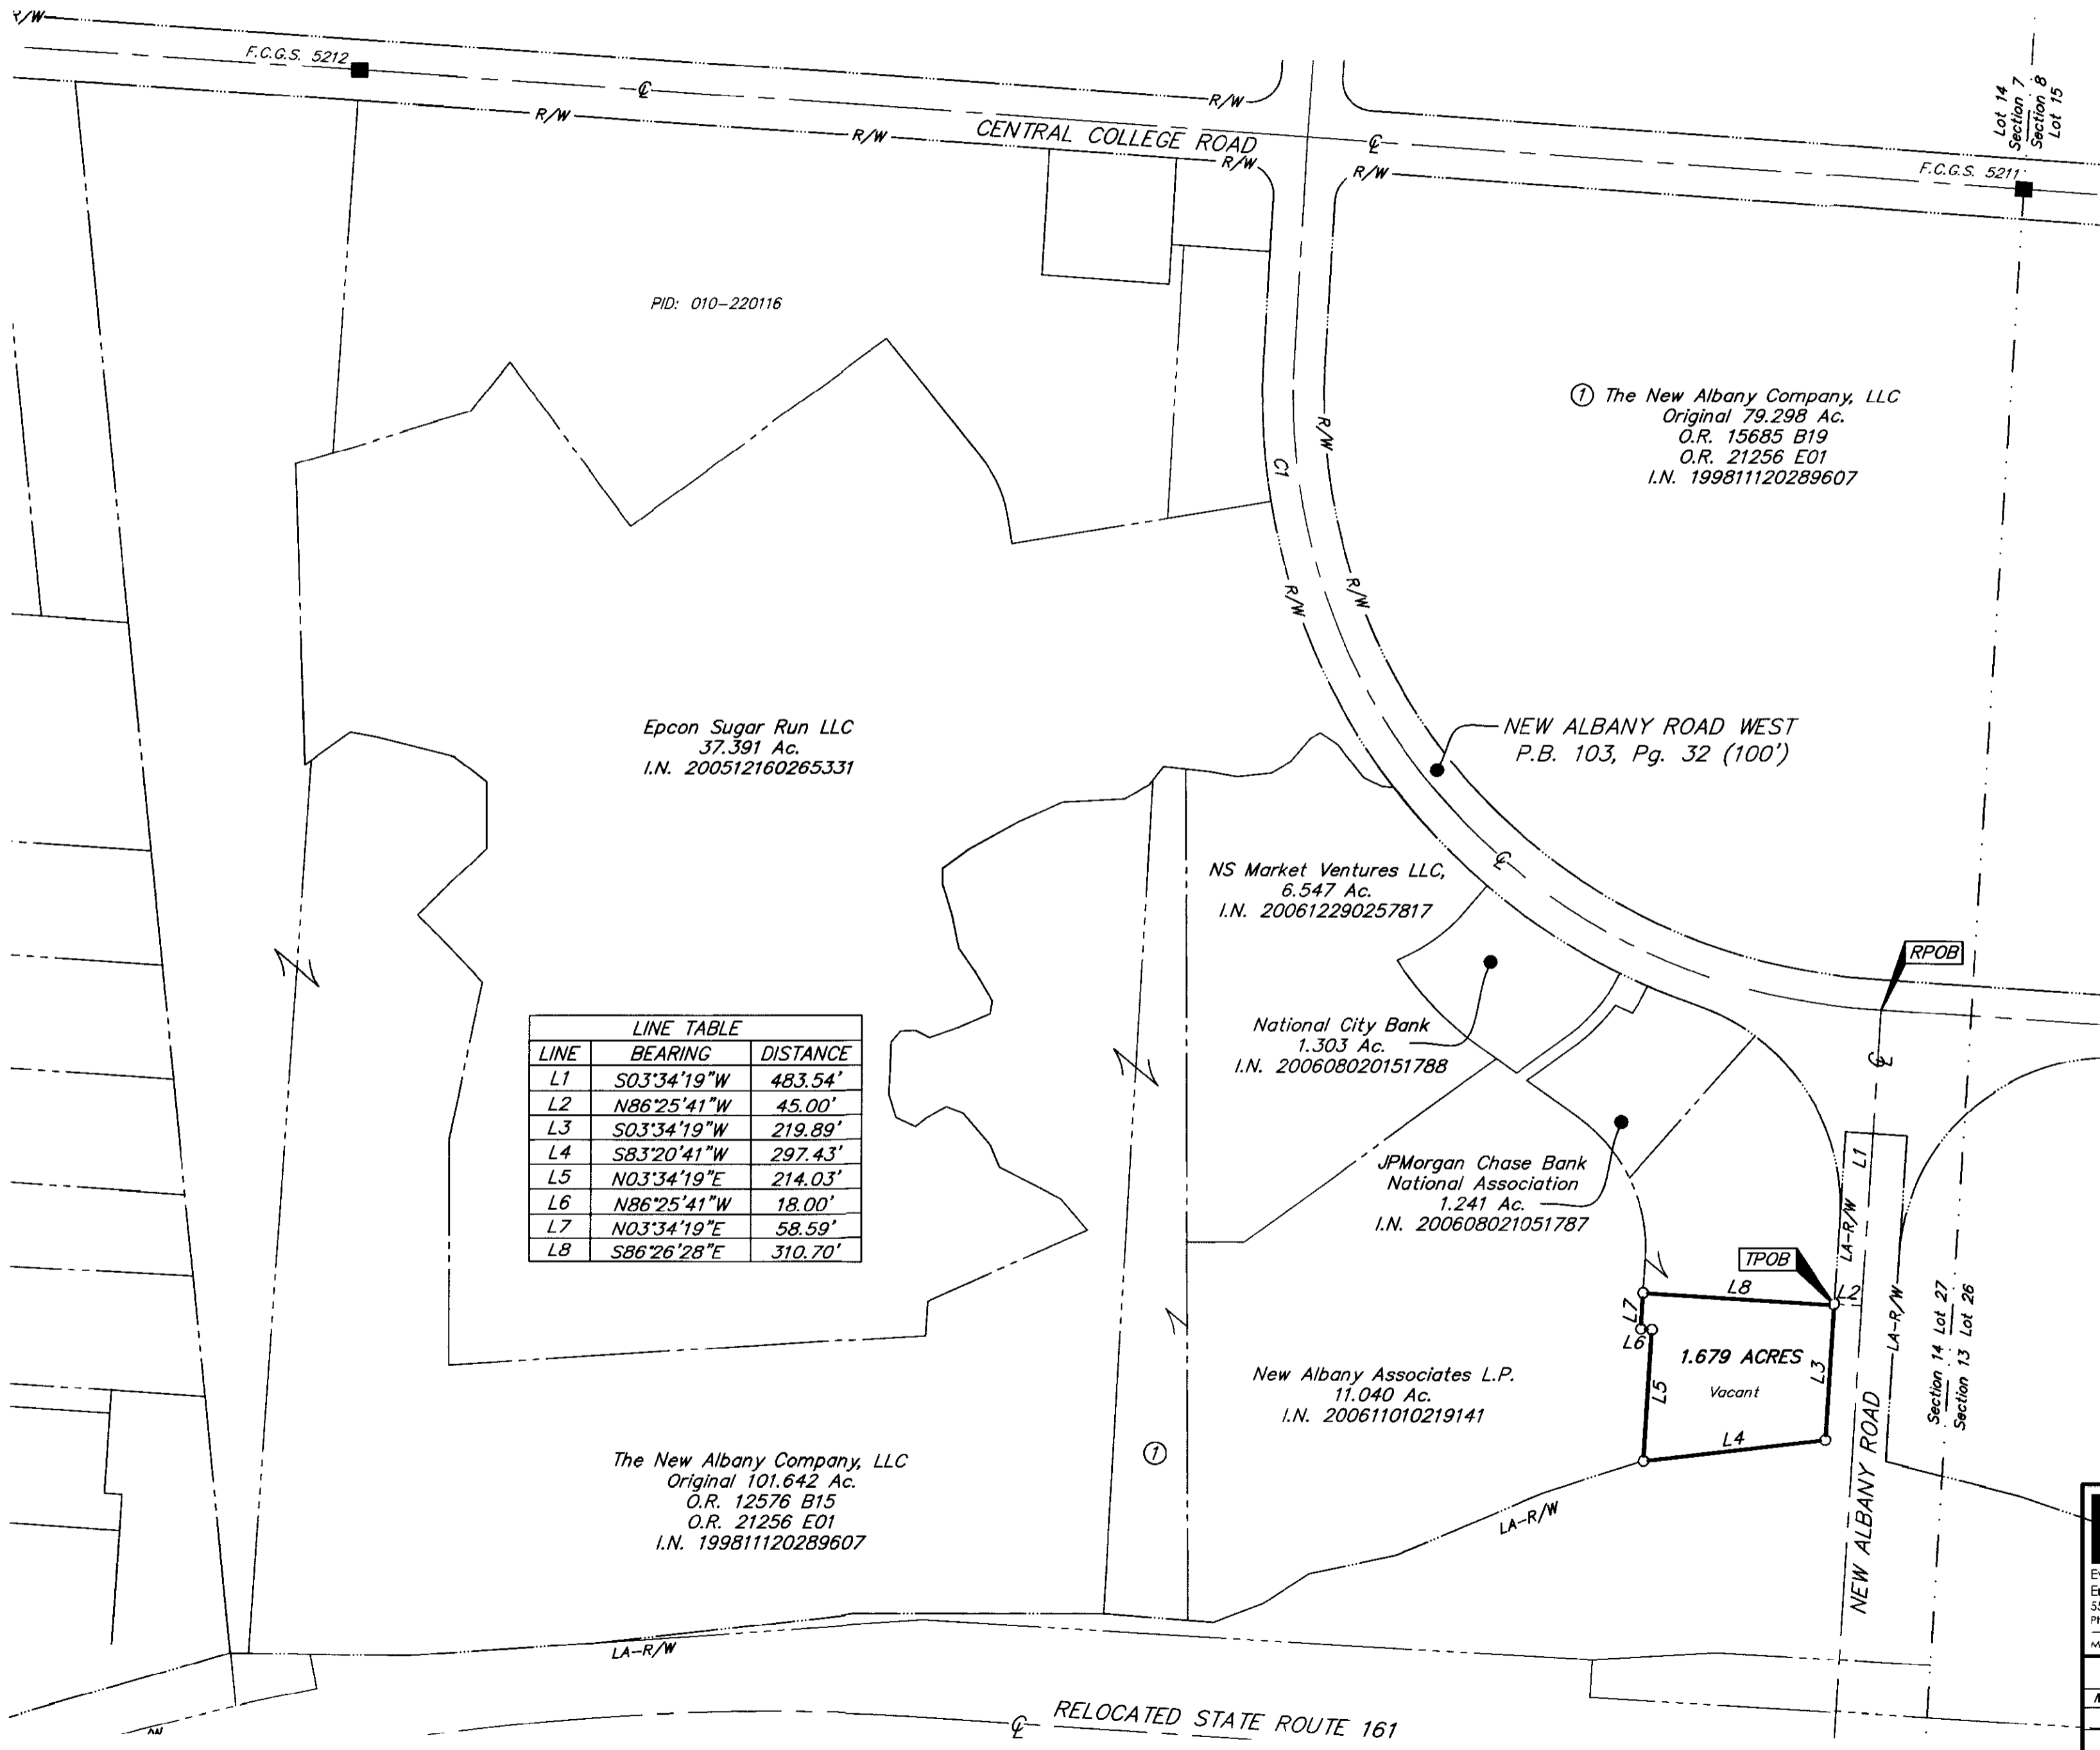 R/W
F.C.G.S. 5212
℄
R/W
R/W
R/W
CENTRAL COLLEGE ROAD
R/W
℄
R/W
F.C.G.S. 5211
Lot 14
Section 7
Section 8
Lot 15
PID: 010-220116
① The New Albany Company, LLC
Original 79.298 Ac.
O.R. 15685 B19
O.R. 21256 E01
I.N. 199811120289607
R/W
C1
R/W
R/W
Epcon Sugar Run LLC
37.391 Ac.
I.N. 200512160265331
NEW ALBANY ROAD WEST
P.B. 103, Pg. 32 (100')
℄
NS Market Ventures LLC,
6.547 Ac.
I.N. 200612290257817
RPOB
National City Bank
1.303 Ac.
I.N. 200608020151788
℄
LINE TABLE
LINE BEARING DISTANCE
L1 S03°34'19"W 483.54'
L2 N86°25'41"W 45.00'
L3 S03°34'19"W 219.89'
L4 S83°20'41"W 297.43'
L5 N03°34'19"E 214.03'
L6 N86°25'41"W 18.00'
L7 N03°34'19"E 58.59'
L8 S86°26'28"E 310.70'
JPMorgan Chase Bank
National Association
1.241 Ac.
I.N. 200608021051787
L1
LA-R/W
TPOB
L8
L2
L7
L6
1.679 ACRES
Vacant
L3
L5
L4
LA-R/W
Section 14 Lot 27
Section 13 Lot 26
New Albany Associates L.P.
11.040 Ac.
I.N. 200611010219141
①
NEW ALBANY ROAD
The New Albany Company, LLC
Original 101.642 Ac.
O.R. 12576 B15
O.R. 21256 E01
I.N. 199811120289607
LA-R/W
LA-R/W
℄
RELOCATED STATE ROUTE 161